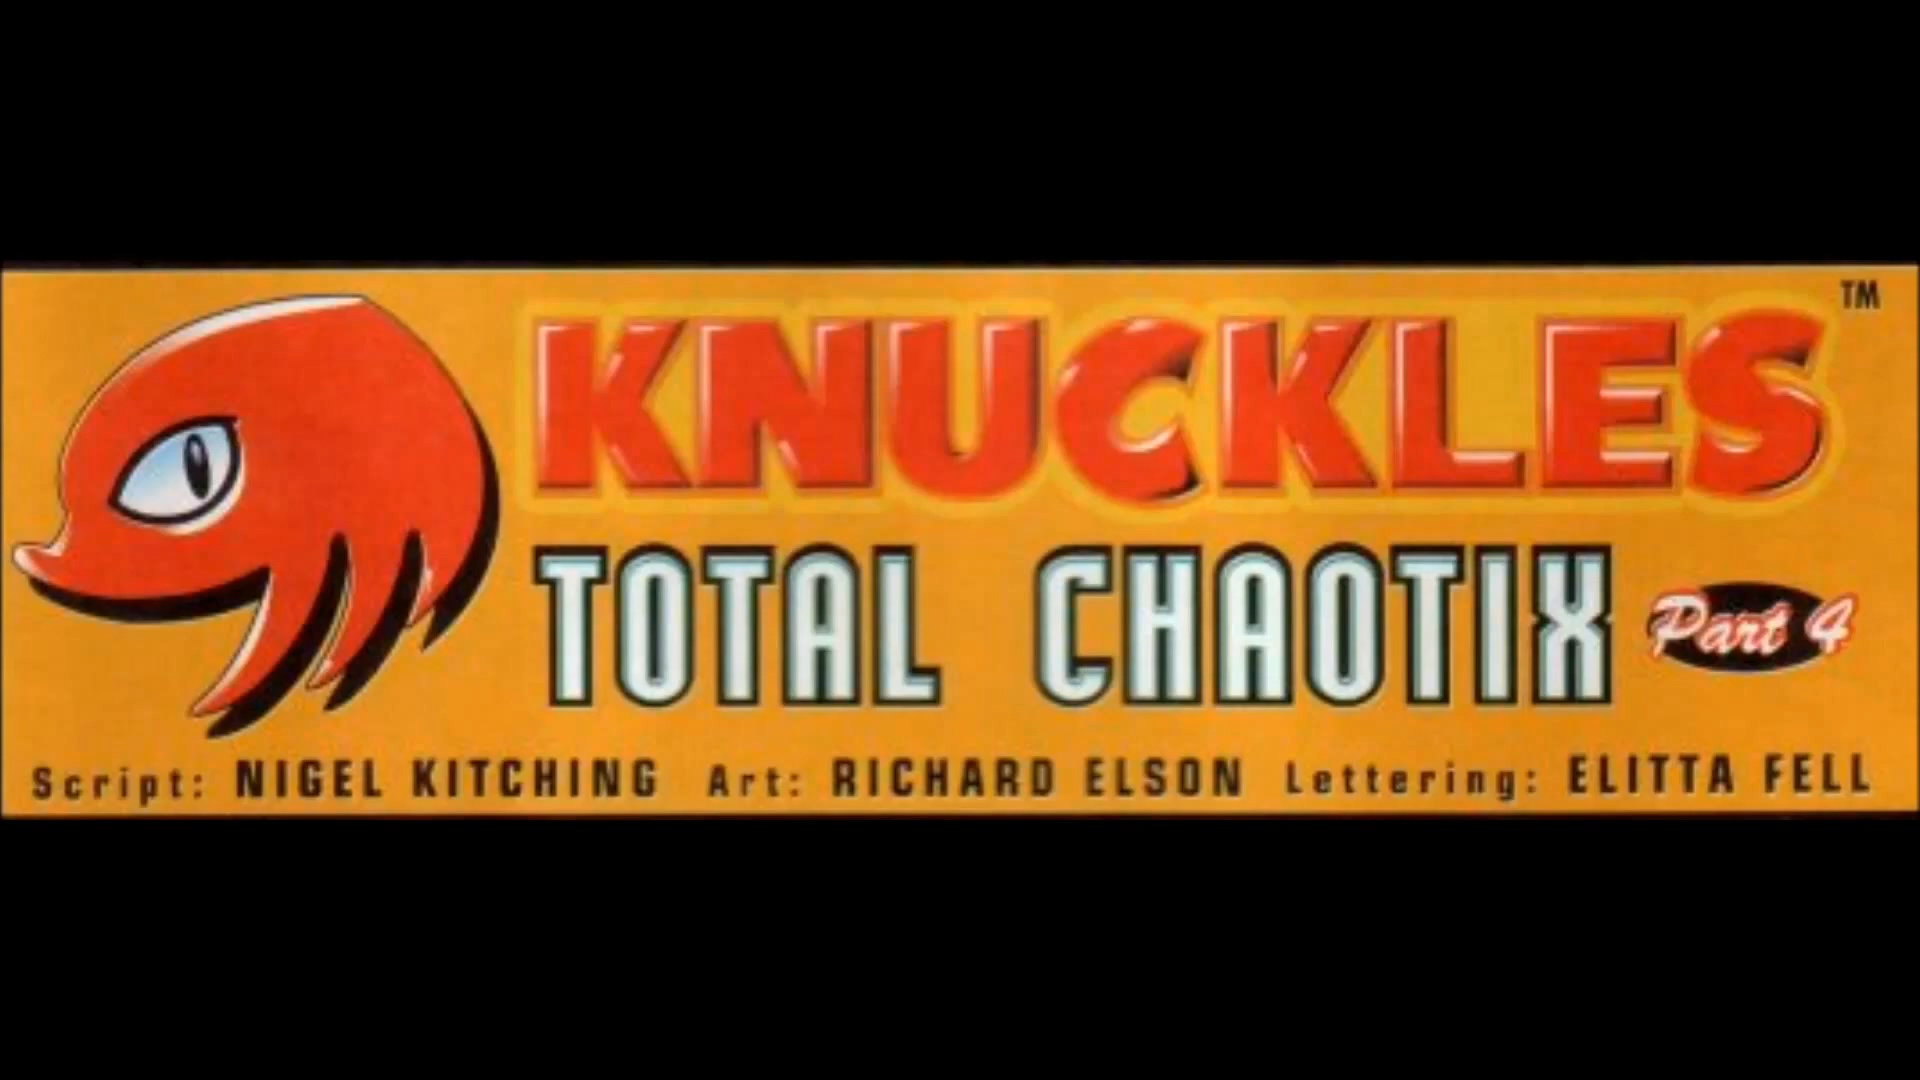 KNUCKLES™
TOTAL CHAOTIX Part 4
Script: NIGEL KITCHING Art: RICHARD ELSON Lettering: ELITTA FELL